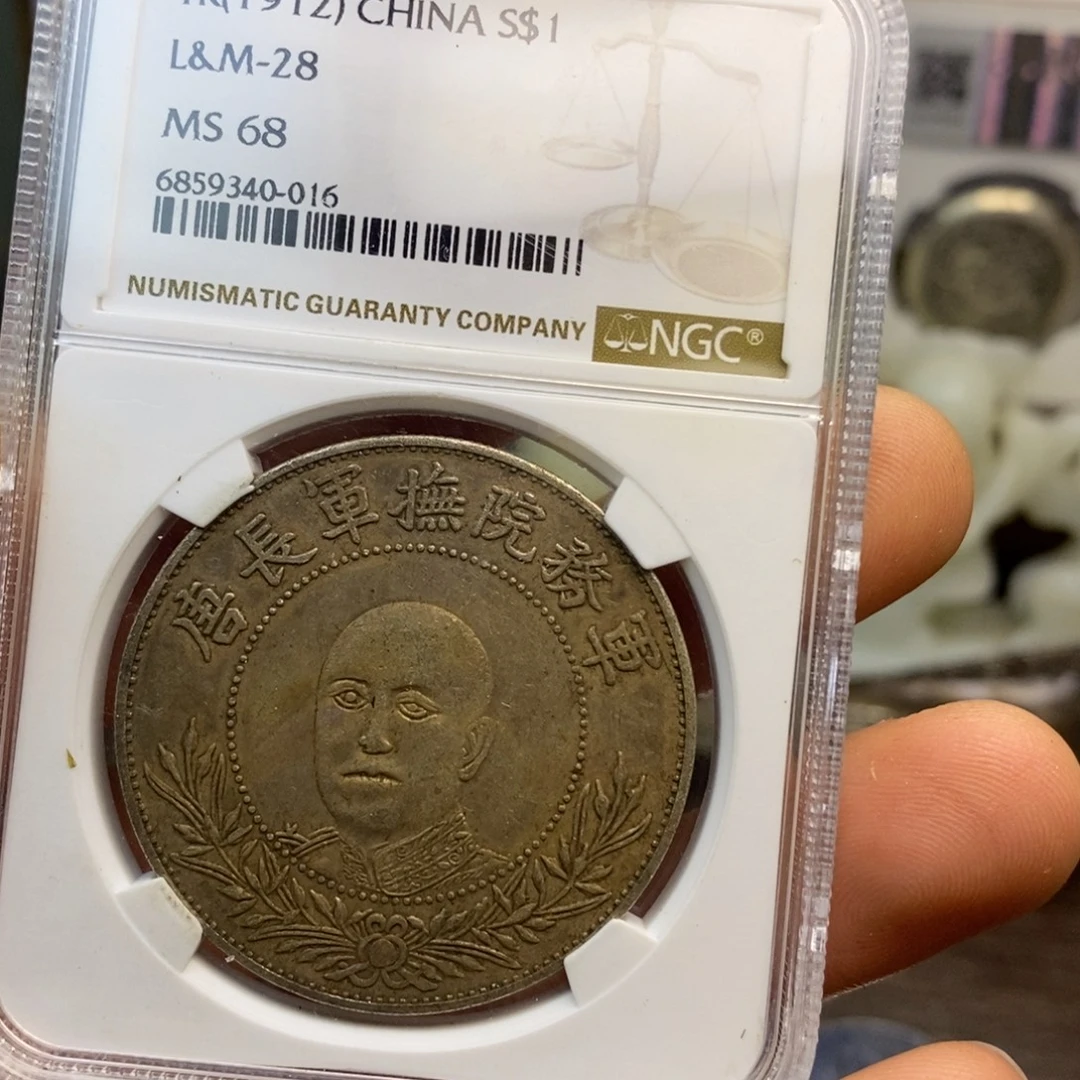 (1912) CHINA S$1
L&M-28
MS 68
6859340-016
NUMISMATIC GUARANTY COMPANY
NGC®
軍務院撫軍長唐